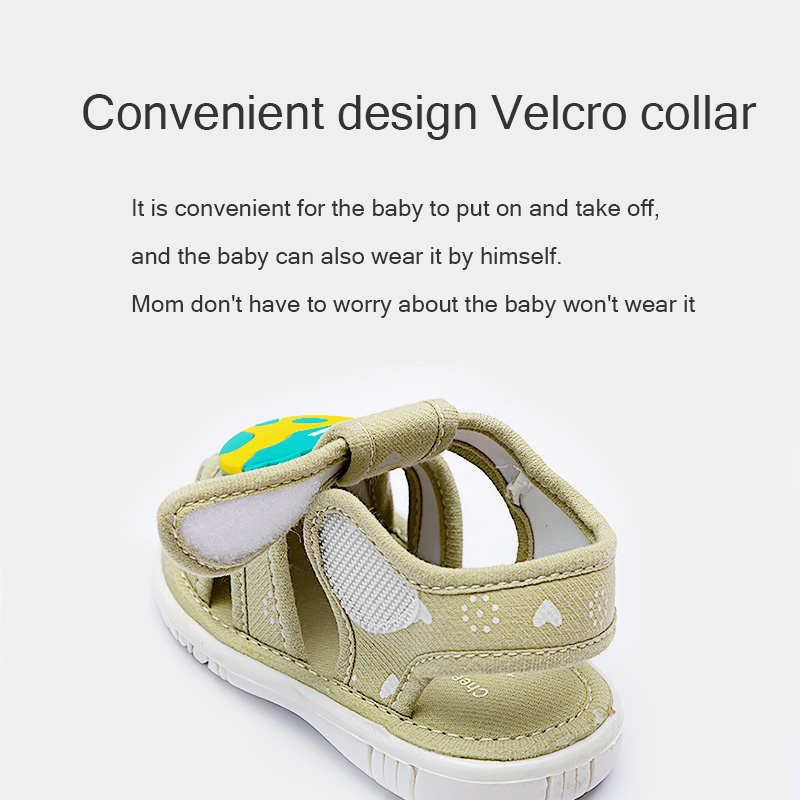 Convenient design Velcro collar
It is convenient for the baby to put on and take off,
and the baby can also wear it by himself.
Mom don't have to worry about the baby won't wear it